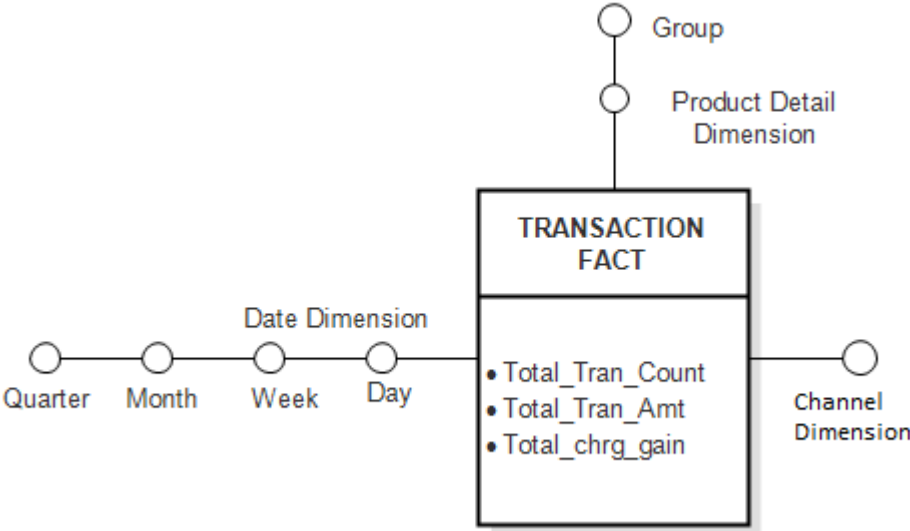 Group
Product Detail
Dimension
TRANSACTION
FACT
Date Dimension
Quarter
Month
Week
Day
• Total_Tran_Count
• Total_Tran_Amt
• Total_chrg_gain
Channel
Dimension